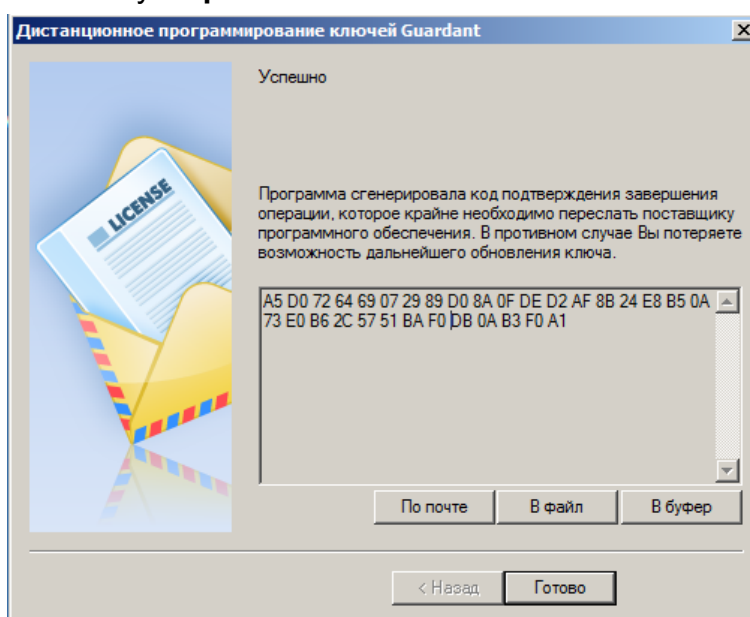 Дистанционное программирование ключей Guardant
Успешно
LICENSE
Программа сгенерировала код подтверждения завершения
операции, которое крайне необходимо переслать поставщику
программного обеспечения. В противном случае Вы потеряете
возможность дальнейшего обновления ключа.
A5 D0 72 64 69 07 29 89 D0 8A 0F DE D2 AF 8B 24 E8 B5 0A
73 E0 B6 2C 57 51 BA F0 DB 0A B3 F0 A1
По почте В файл В буфер
< Назад Готово